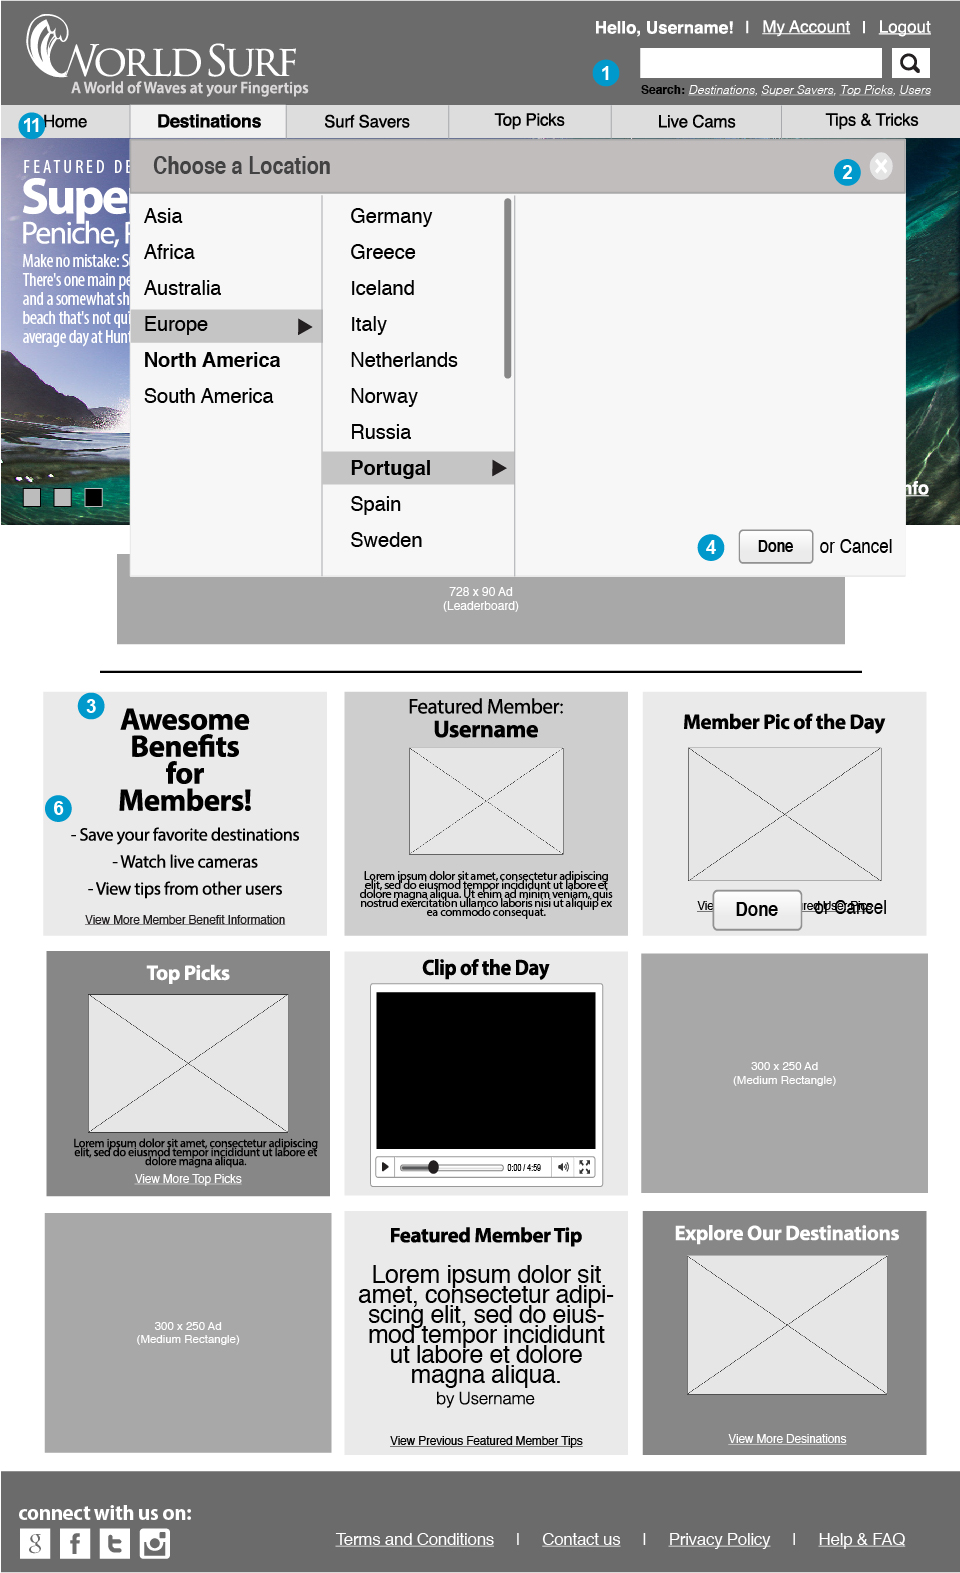 Hello, Username! | My Account | Logout
WORLD SURF
A World of Waves at your Fingertips
1
Search: Destinations, Super Savers, Top Picks, Users
11 Home
Destinations
Surf Savers
Top Picks
Live Cams
Tips & Tricks
FEATURED DE
Supe
Peniche, P
Make no mistake: S
There's one main pe
and a somewhat sh
beach that's not qui
average day at Hunt
nfo
Choose a Location
2
Asia
Africa
Australia
Europe
North America
South America
Germany
Greece
Iceland
Italy
Netherlands
Norway
Russia
Portugal
Spain
Sweden
4 Done or Cancel
728 x 90 Ad
(Leaderboard)
3
Awesome
Benefits
for
Members!
6
- Save your favorite destinations
- Watch live cameras
- View tips from other users
View More Member Benefit Information
Featured Member:
Username
Lorem ipsum dolor sit amet, consectetur adipiscing
elit, sed do eiusmod tempor incididunt ut labore et
dolore magna aliqua. Ut enim ad minim veniam, quis
nostrud exercitation ullamco laboris nisi ut aliquip ex
ea commodo consequat.
Member Pic of the Day
Done or Cancel
Top Picks
Lorem ipsum dolor sit amet, consectetur adipiscing
elit, sed do eiusmod tempor incididunt ut labore et
dolore magna aliqua.
View More Top Picks
Clip of the Day
0:00 / 4:59
300 x 250 Ad
(Medium Rectangle)
300 x 250 Ad
(Medium Rectangle)
Featured Member Tip
Lorem ipsum dolor sit
amet, consectetur adipi-
scing elit, sed do eius-
mod tempor incididunt
ut labore et dolore
magna aliqua.
by Username
View Previous Featured Member Tips
Explore Our Destinations
View More Desinations
connect with us on:
g f t
Terms and Conditions | Contact us | Privacy Policy | Help & FAQ